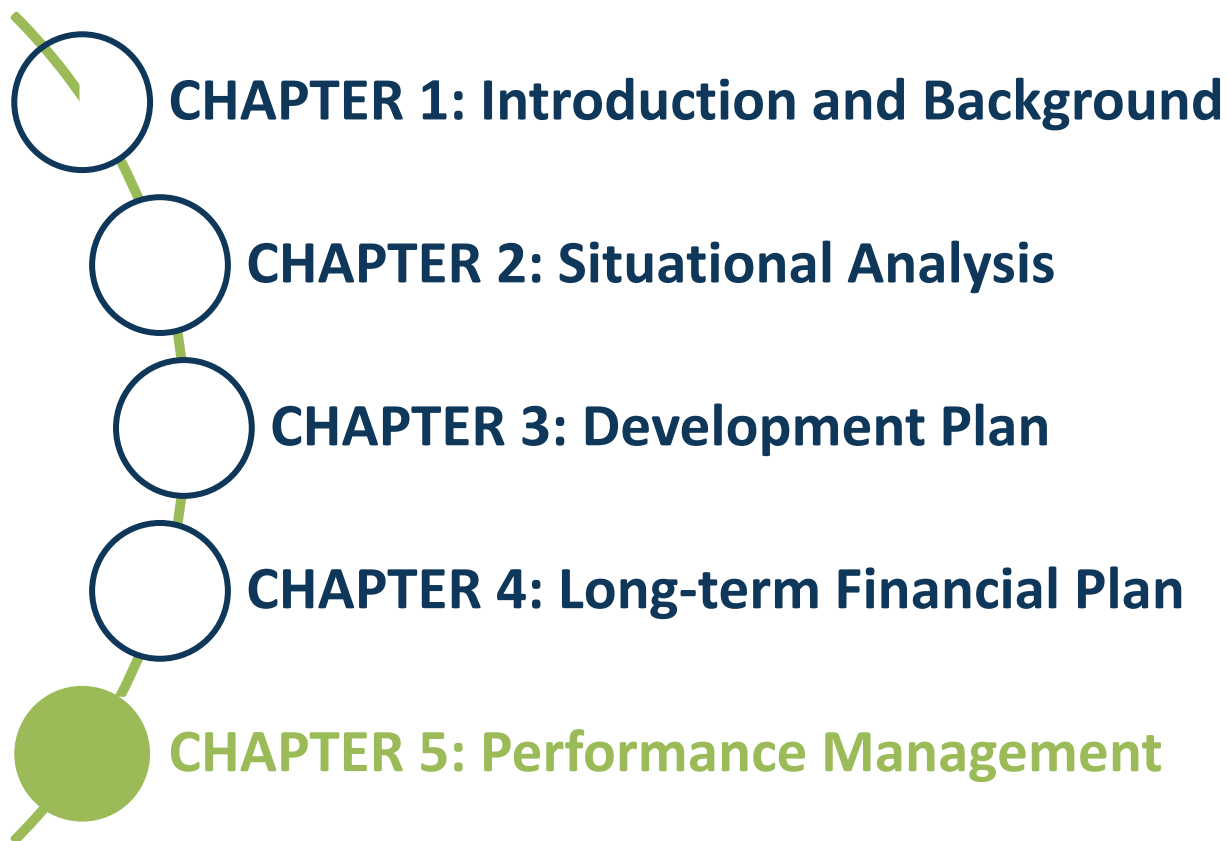 CHAPTER 1: Introduction and Background
CHAPTER 2: Situational Analysis
CHAPTER 3: Development Plan
CHAPTER 4: Long-term Financial Plan
CHAPTER 5: Performance Management